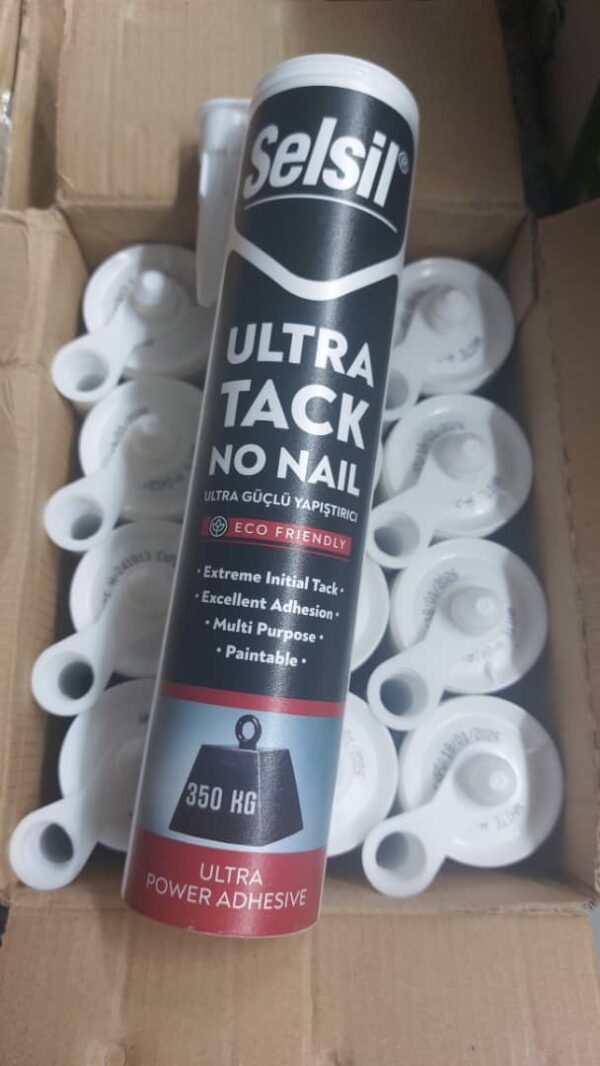 Selsil®
ULTRA
TACK
NO NAIL
ULTRA GÜÇLÜ YAPIŞTIRICI
ECO FRIENDLY
• Extreme Initial Tack •
• Excellent Adhesion •
• Multi Purpose •
• Paintable •
350 KG
ULTRA
POWER ADHESIVE